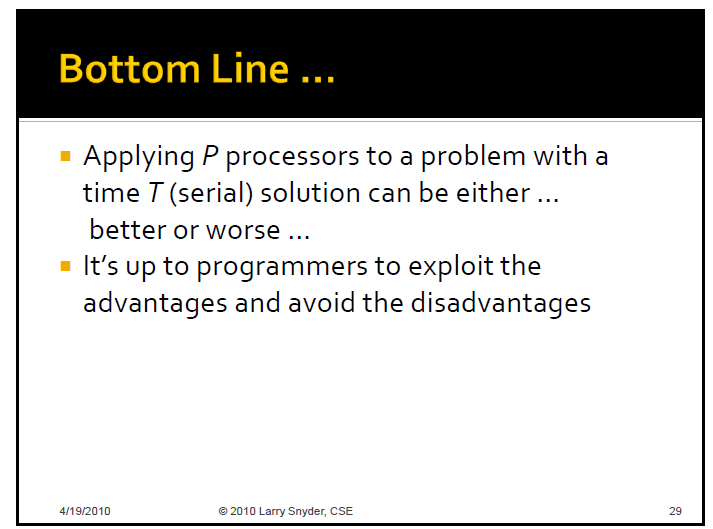 Bottom Line ...
▪ Applying P processors to a problem with a
time T (serial) solution can be either ...
better or worse ...
▪ It's up to programmers to exploit the
advantages and avoid the disadvantages
4/19/2010 © 2010 Larry Snyder, CSE 29